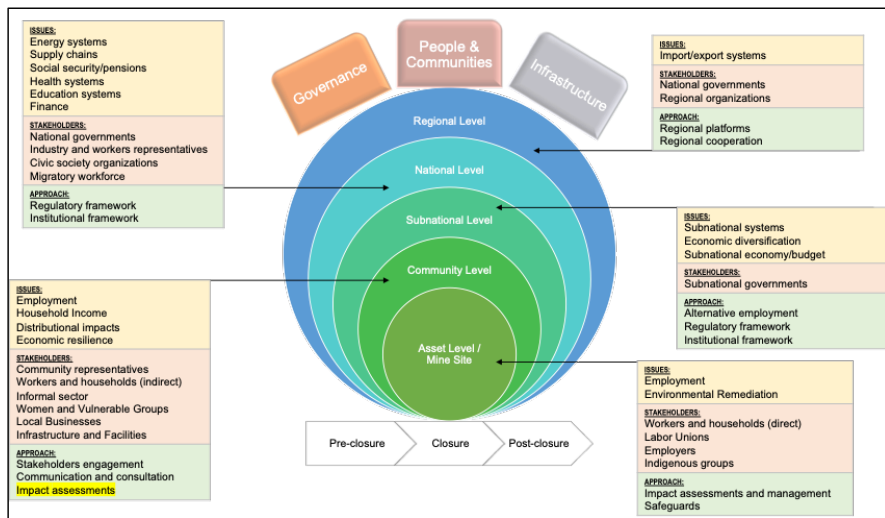 Governance
People &
Communities
Infrastructure
ISSUES:
Energy systems
Supply chains
Social security/pensions
Health systems
Education systems
Finance
STAKEHOLDERS:
National governments
Industry and workers representatives
Civic society organizations
Migratory workforce
APPROACH:
Regulatory framework
Institutional framework
ISSUES:
Import/export systems
STAKEHOLDERS:
National governments
Regional organizations
APPROACH:
Regional platforms
Regional cooperation
Regional Level
National Level
Subnational Level
Community Level
Asset Level /
Mine Site
ISSUES:
Subnational systems
Economic diversification
Subnational economy/budget
STAKEHOLDERS:
Subnational governments
APPROACH:
Alternative employment
Regulatory framework
Institutional framework
ISSUES:
Employment
Household Income
Distributional impacts
Economic resilience
STAKEHOLDERS:
Community representatives
Workers and households (indirect)
Informal sector
Women and Vulnerable Groups
Local Businesses
Infrastructure and Facilities
APPROACH:
Stakeholders engagement
Communication and consultation
Impact assessments
ISSUES:
Employment
Environmental Remediation
STAKEHOLDERS:
Workers and households (direct)
Labor Unions
Employers
Indigenous groups
APPROACH:
Impact assessments and management
Safeguards
Pre-closure
Closure
Post-closure